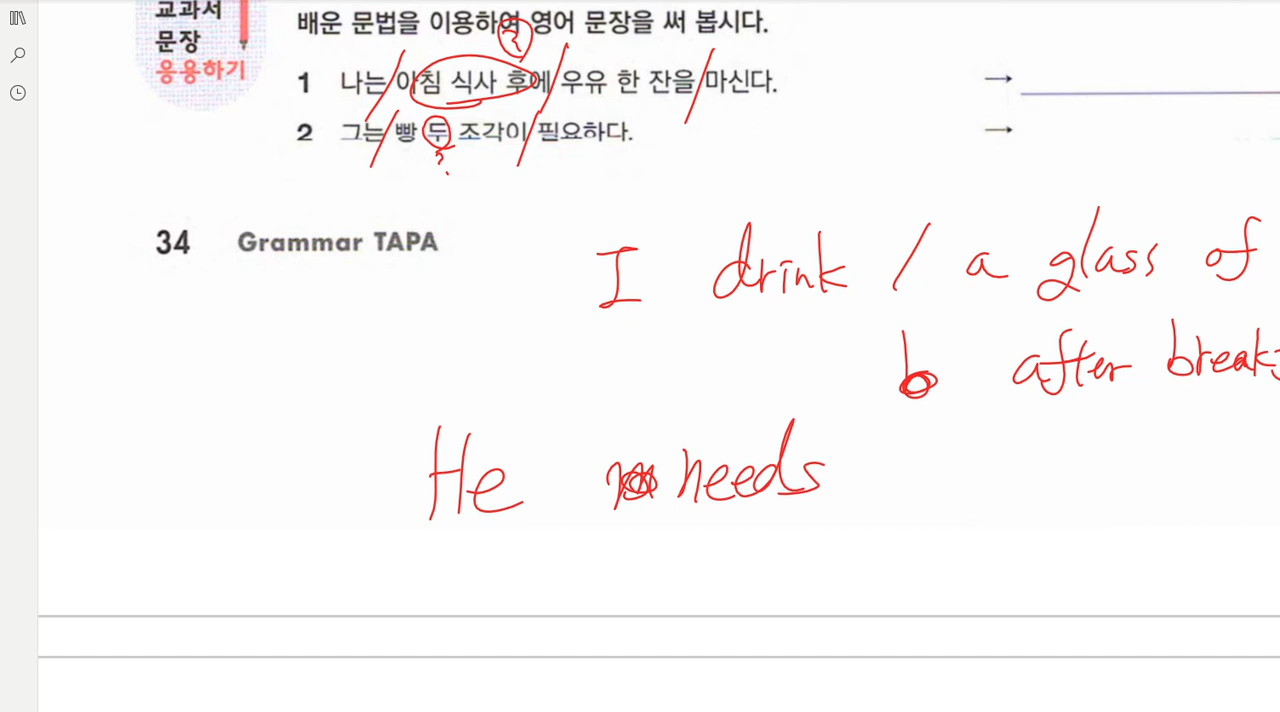 교과서
문장
응용하기
배운 문법을 이용하여 영어 문장을 써 봅시다.
?
1 나는/아침 식사 후에/우유 한 잔을/마신다. →
2 그는/빵 두 조각이/필요하다. →
?
34 Grammar TAPA
I drink / a glass of
after break
He needs